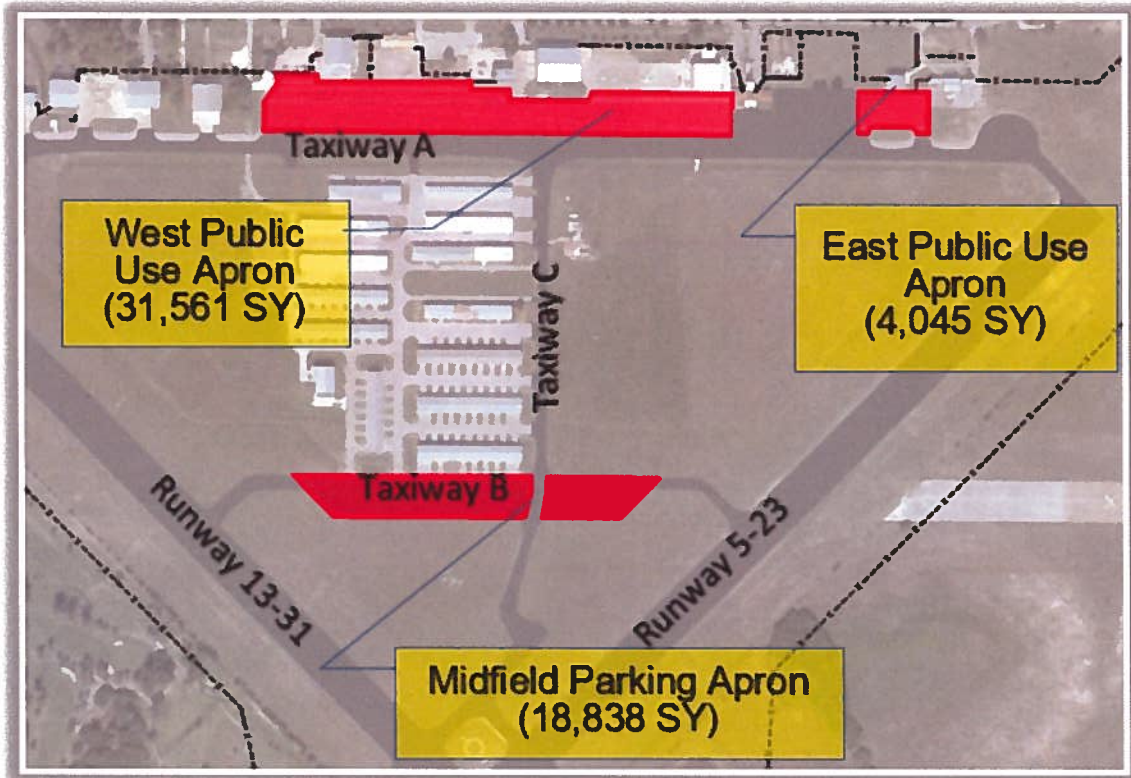 Taxiway A
West Public
Use Apron
(31,561 SY)
East Public Use
Apron
(4,045 SY)
Taxiway C
Taxiway B
Runway 13-31
Runway 5-23
Midfield Parking Apron
(18,838 SY)